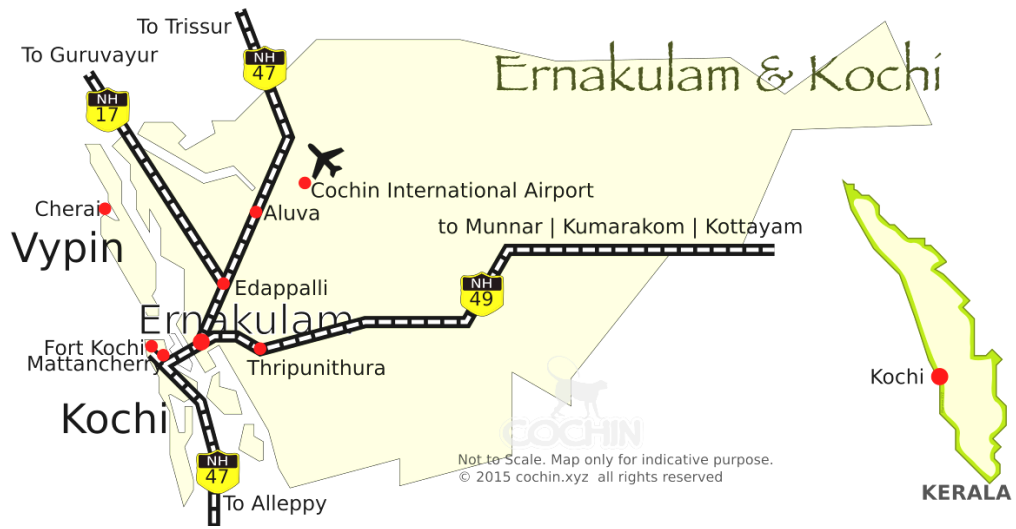 To Trissur
To Guruvayur
Ernakulam & Kochi
NH
47
NH
17
Cochin International Airport
Cherai
Aluva
to Munnar | Kumarakom | Kottayam
Vypin
Edappalli
NH
49
Ernakulam
Fort Kochi
Mattancherry
Thripunithura
Kochi
Kochi
COCHIN
Not to Scale. Map only for indicative purpose.
© 2015 cochin.xyz all rights reserved
NH
47
To Alleppy
KERALA